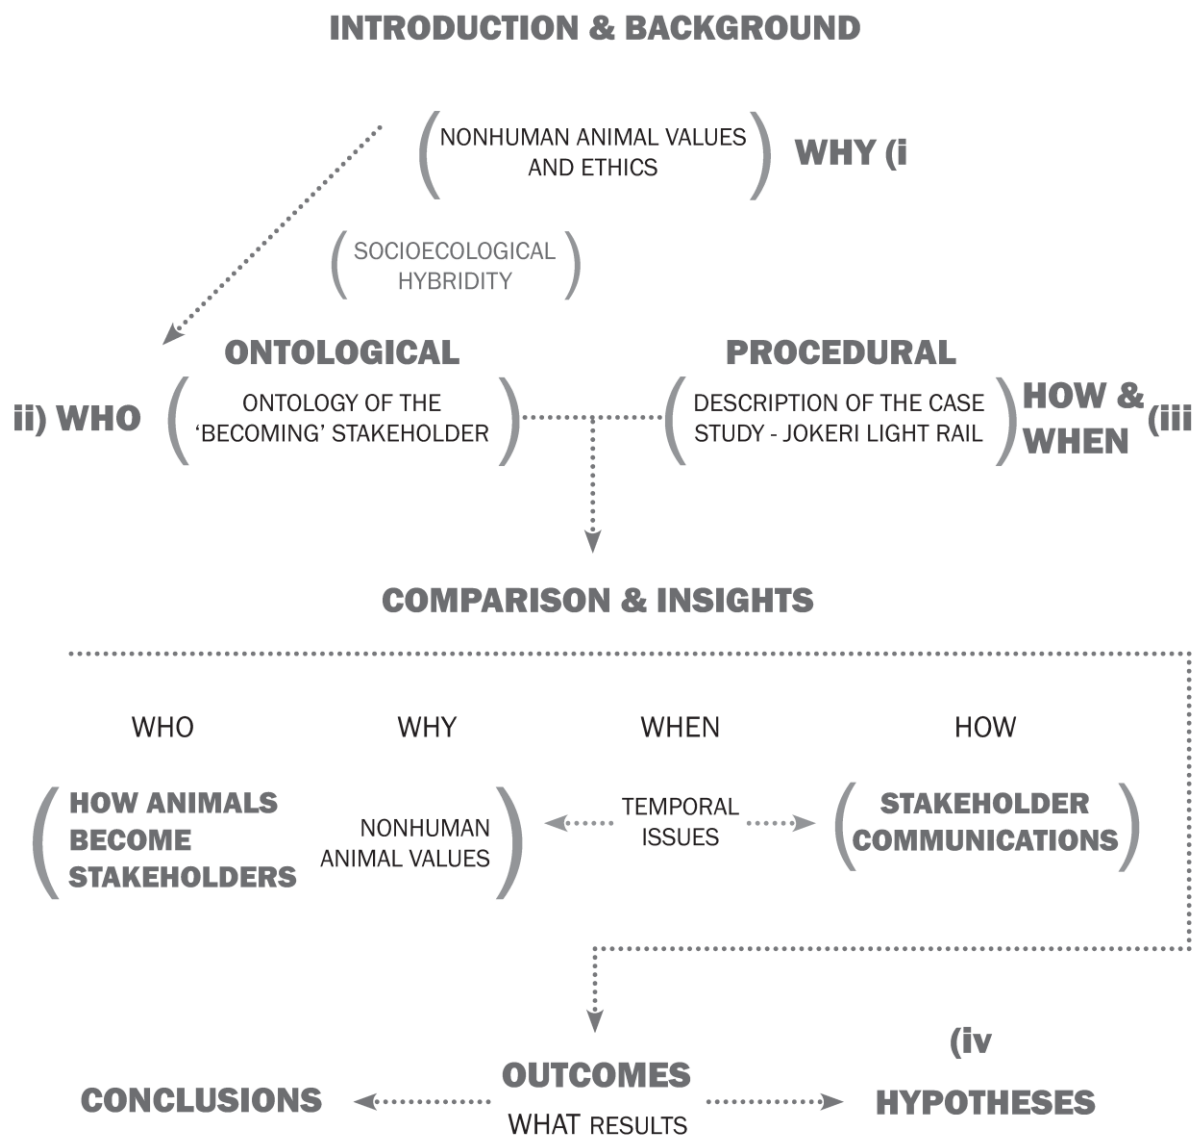 INTRODUCTION & BACKGROUND
NONHUMAN ANIMAL VALUES
AND ETHICS
WHY (i
SOCIOECOLOGICAL
HYBRIDITY
ONTOLOGICAL
PROCEDURAL
ii) WHO
ONTOLOGY OF THE
‘BECOMING’ STAKEHOLDER
DESCRIPTION OF THE CASE
STUDY - JOKERI LIGHT RAIL
HOW &
WHEN
(iii
COMPARISON & INSIGHTS
WHO
WHY
WHEN
HOW
HOW ANIMALS
BECOME
STAKEHOLDERS
NONHUMAN
ANIMAL VALUES
TEMPORAL
ISSUES
STAKEHOLDER
COMMUNICATIONS
CONCLUSIONS
OUTCOMES
WHAT RESULTS
(iv
HYPOTHESES